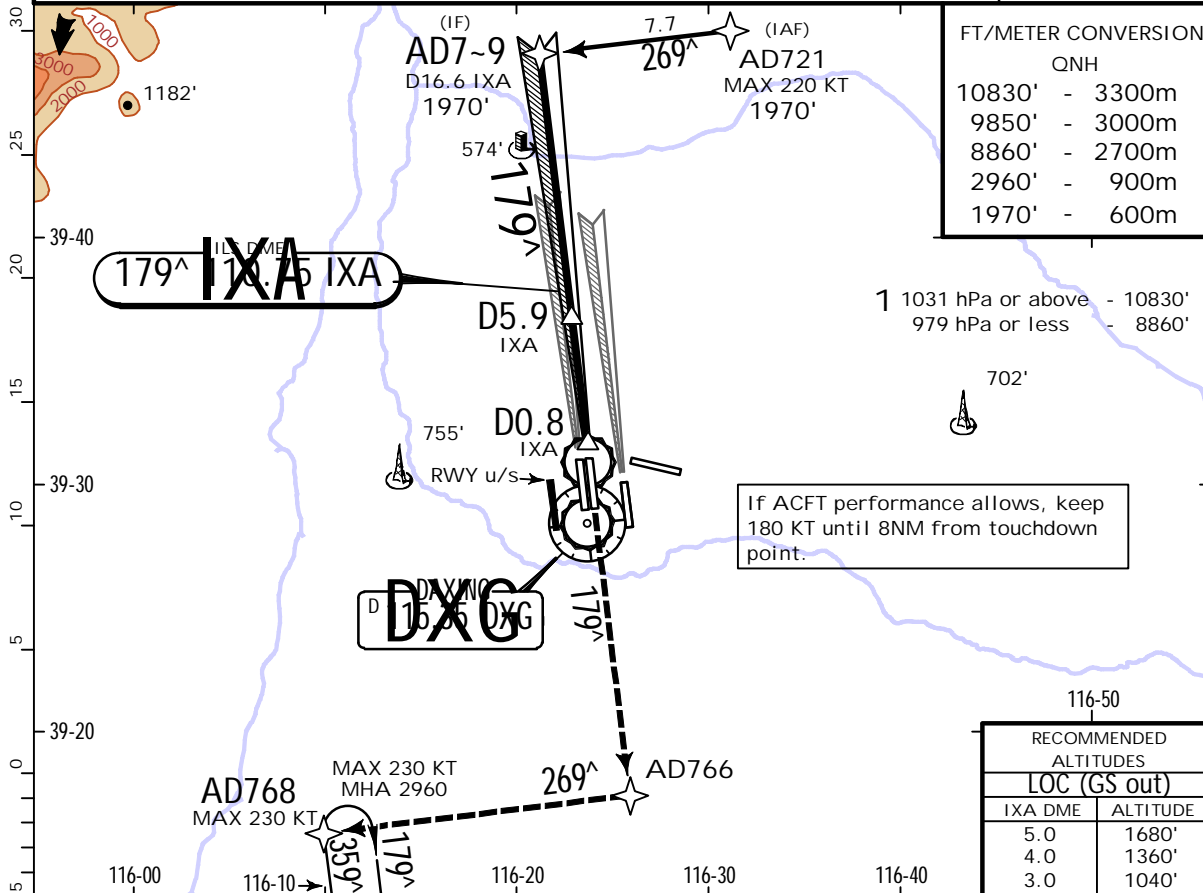 30
1000
3000
2000
1182'
(IF)
AD7~9
D16.6 IXA
1970'
7.7
269^
(IAF)
AD721
MAX 220 KT
1970'
FT/METER CONVERSION
QNH
10830' - 3300m
9850' - 3000m
8860' - 2700m
2960' - 900m
1970' - 600m
25
574'
179^
39-40
ILS DME
179^ 110.75 IXA
IXA
20
D5.9
IXA
1 1031 hPa or above - 10830'
979 hPa or less - 8860'
15
702'
D0.8
IXA
755'
RWY u/s
39-30
10
If ACFT performance allows, keep
180 KT until 8NM from touchdown
point.
DAXING
D
DXG
179^
5
116-50
39-20
0
RECOMMENDED
ALTITUDES
LOC (GS out)
IXA DME ALTITUDE
5.0 1680'
4.0 1360'
3.0 1040'
AD768
MAX 230 KT
MAX 230 KT
MHA 2960
269^
AD766
359^
179^
5
116-00
116-10
116-20
116-30
116-40